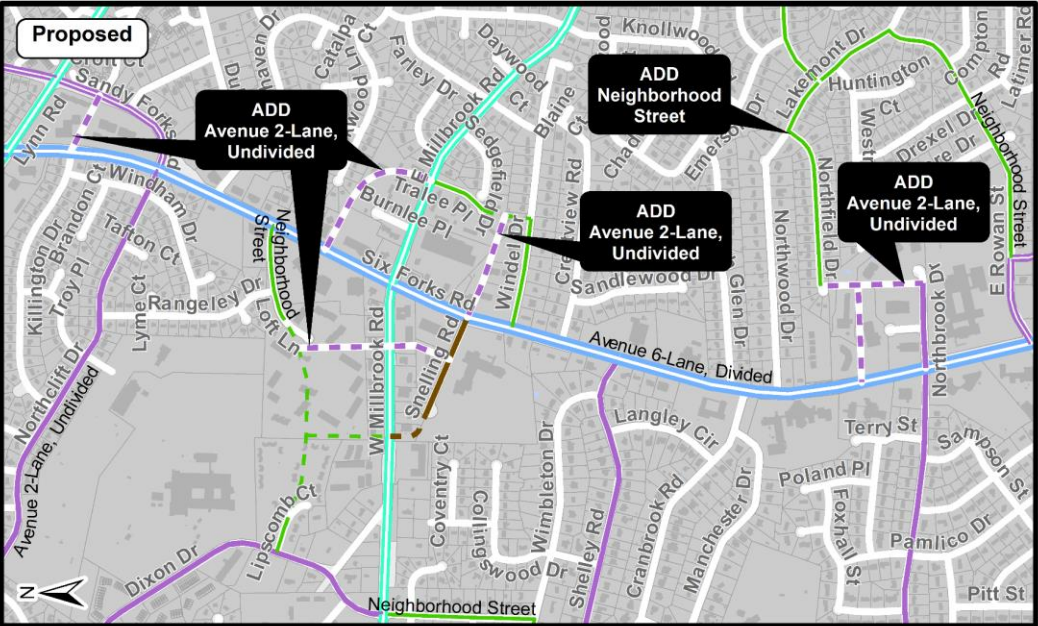 Proposed
Croft Ct
Sandy Forks Rd
Lynn Rd
Catalpa Ct
Farley Dr
Daywood Ct
Knollwood
Blaine
E Millbrook Rd
Sedgefield Dr
Emerson Dr
Lakemont Dr
Huntington Ct
Compton Rd
Latimer Rd
Drexel Dr
Neighborhood Street
ADD
Avenue 2-Lane,
Undivided
ADD
Neighborhood
Street
ADD
Avenue 2-Lane,
Undivided
ADD
Avenue 2-Lane,
Undivided
Windham Dr
Brandon Ct
Killington Dr
Troy Pl
Tafton Ct
Lyme Ct
Rangeley Dr
Neighborhood
Street
Loft Ln
Tralee Pl
Burnlee Pl
Six Forks Rd
Windel Dr
Crestview Rd
Sandlewood Dr
Glen Dr
Northwood Dr
Northfield Dr
Northbrook Dr
E Rowan St
Northclift Dr
Avenue 2-Lane, Undivided
W Millbrook Rd
Snelling Rd
Avenue 6-Lane, Divided
Langley Cir
Terry St
Sampson St
Poland Pl
Foxhall St
Pamlico Dr
Pitt St
Coventry Ct
Collingswood Dr
Wimbleton Dr
Shelley Rd
Cranbrook Rd
Manchester Dr
Lipscomb Ct
Dixon Dr
Neighborhood Street
N